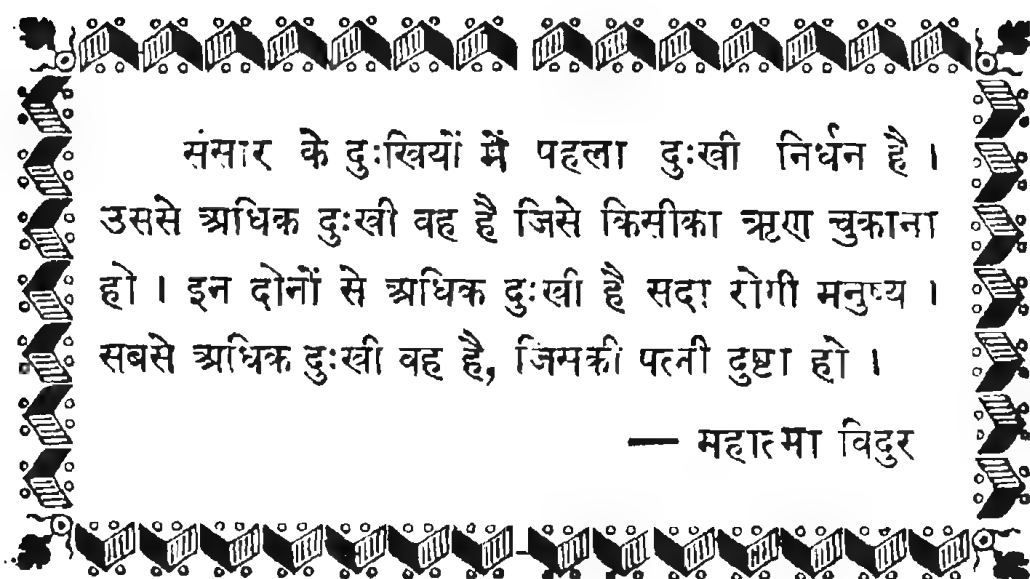 संसार के दुःखियों में पहला दुःखी निर्धन है ।
उससे अधिक दुःखी वह है जिसे किसीका ऋण चुकाना
हो । इन दोनों से अधिक दुःखी है सदा रोगी मनुष्य ।
सबसे अधिक दुःखी वह है, जिसकी पत्नी दुष्टा हो ।
— महात्मा विदुर